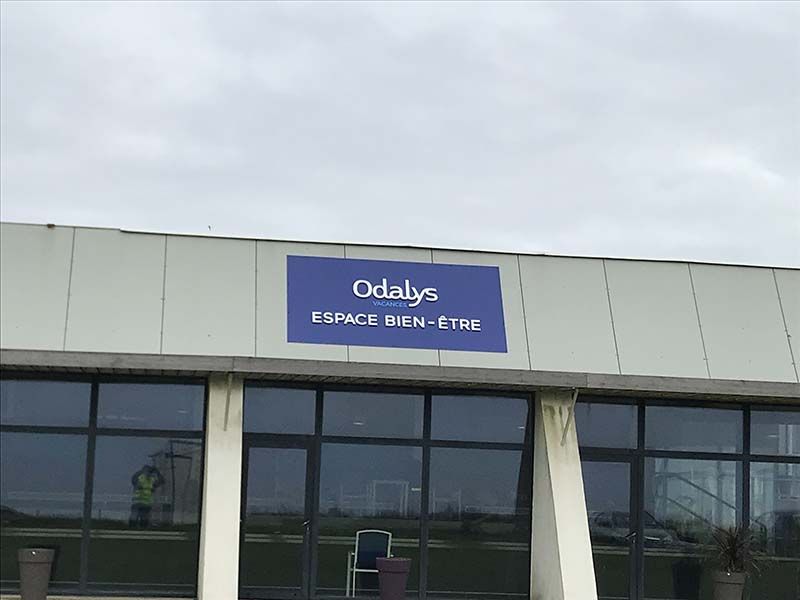 Odalys
VACANCES
ESPACE BIEN-ÊTRE